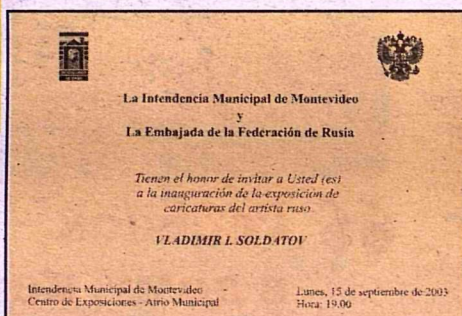 La Intendencia Municipal de Montevideo
y
La Embajada de la Federación de Rusia
Tienen el honor de invitar a Usted (es)
a la inauguración de la exposición de
caricaturas del artista ruso
VLADIMIR I. SOLDATOV
Intendencia Municipal de Montevideo
Centro de Exposiciones - Atrio Municipal
Lunes, 15 de septiembre de 2003
Hora: 19.00